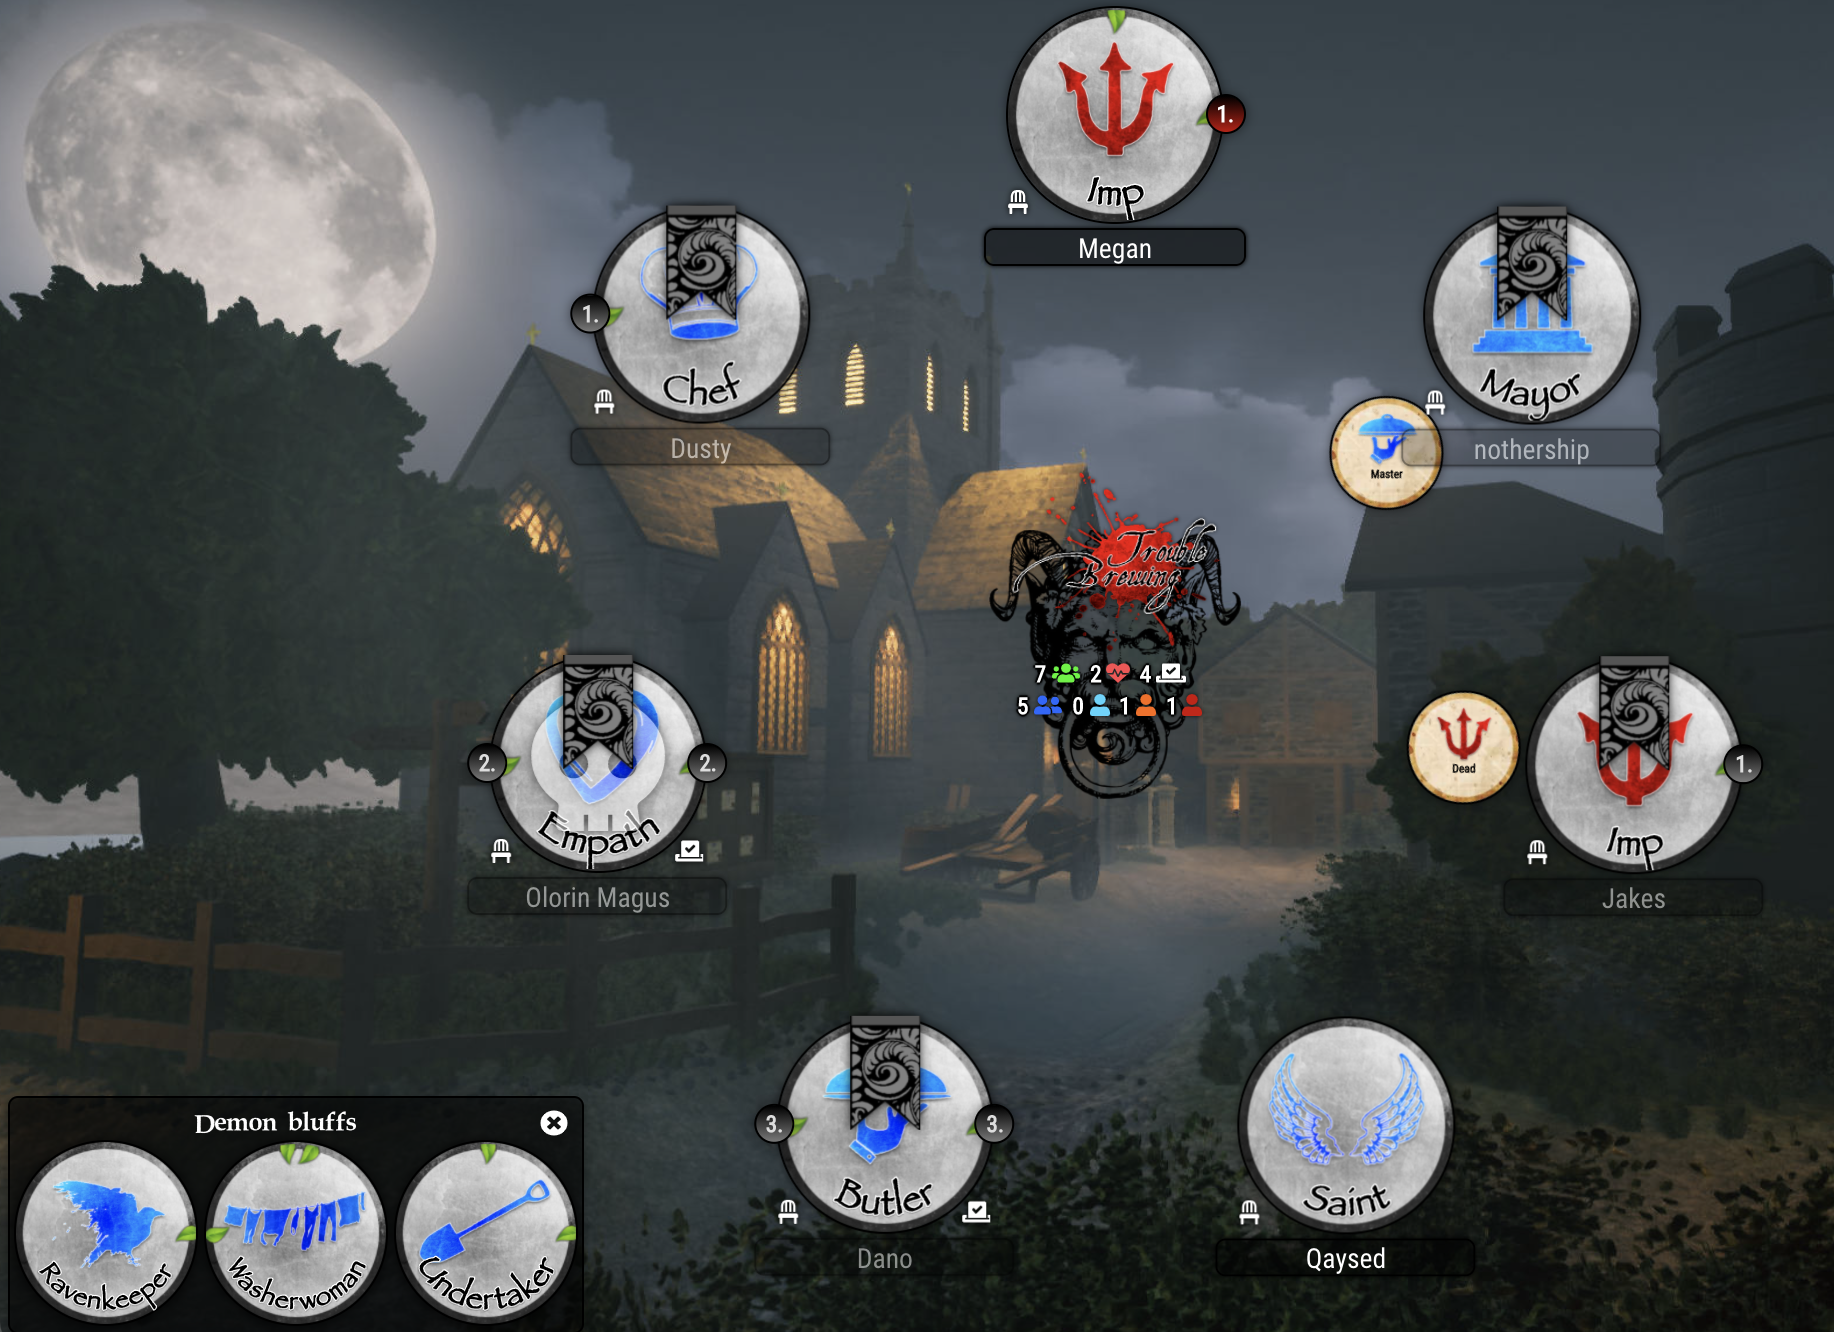 Imp
1.
Megan
Chef
1.
Dusty
Mayor
nothership
Master
Trouble
Brewing
7 2 4
5 0 1 1
Empath
2.
2.
Olorin Magus
Dead
Imp
1.
Jakes
Butler
3.
3.
Dano
Saint
Qaysed
Demon bluffs
Ravenkeeper
Washerwoman
Undertaker